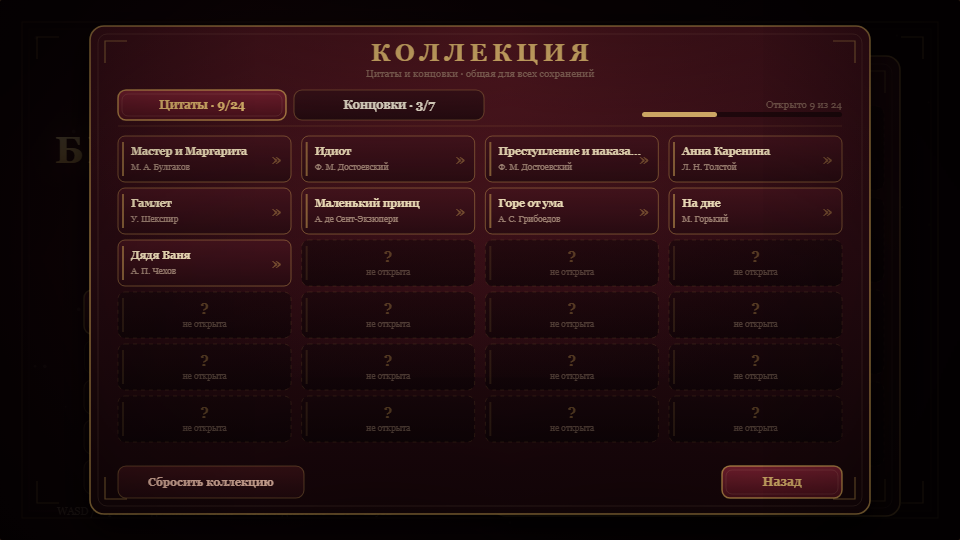 КОЛЛЕКЦИЯ
Цитаты и концовки · общая для всех сохранений
Цитаты · 9/24
Концовки · 3/7
Открыто 9 из 24
Мастер и Маргарита
М. А. Булгаков
»
Идиот
Ф. М. Достоевский
»
Преступление и наказа...
Ф. М. Достоевский
»
Анна Каренина
Л. Н. Толстой
»
Гамлет
У. Шекспир
»
Маленький принц
А. де Сент-Экзюпери
»
Горе от ума
А. С. Грибоедов
»
На дне
М. Горький
»
Дядя Ваня
А. П. Чехов
»
?
не открыта
?
не открыта
?
не открыта
?
не открыта
?
не открыта
?
не открыта
?
не открыта
?
не открыта
?
не открыта
?
не открыта
?
не открыта
?
не открыта
?
не открыта
?
не открыта
?
не открыта
Сбросить коллекцию
Назад
Б
WASD